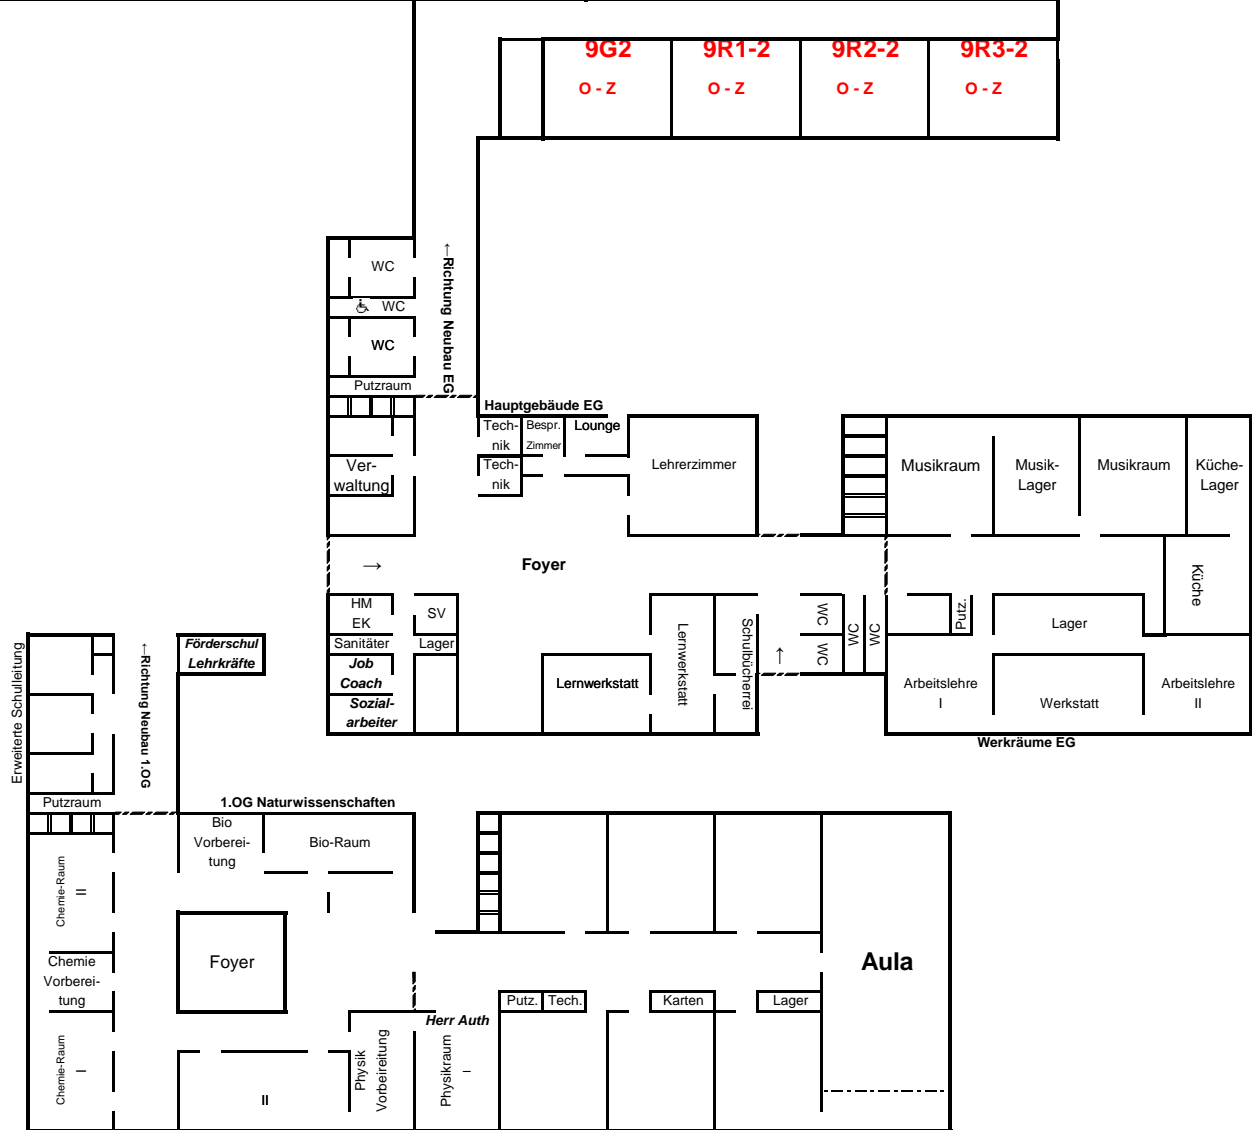 9G2
9R1-2
9R2-2
9R3-2
O - Z
O - Z
O - Z
O - Z
WC
WC
WC
Putzraum
←Richtung Neubau EG
Hauptgebäude EG
Tech-
nik
Bespr.
Zimmer
Lounge
Tech-
nik
Lehrerzimmer
Ver-
waltung
Musikraum
Musik-
Lager
Musikraum
Küche-
Lager
→
Foyer
Küche
HM
EK
SV
Sanitäter
Lager
Job
Coach
Sozial-
arbeiter
Lernwerkstatt
Lernwerkstatt
Schulbücherrei
↑
WC
WC
WC
WC
Putz.
Lager
Arbeitslehre
I
Werkstatt
Arbeitslehre
II
Werkräume EG
Erweiterte Schulleitung
←Richtung Neubau 1.OG
Förderschul
Lehrkräfte
Putzraum
1.OG Naturwissenschaften
Bio
Vorberei-
tung
Bio-Raum
Chemie-Raum
II
Chemie
Vorberei-
tung
Foyer
Aula
Putz.
Tech.
Karten
Lager
Herr Auth
Chemie-Raum
I
II
Physik
Vorbeireitung
Physikraum
I